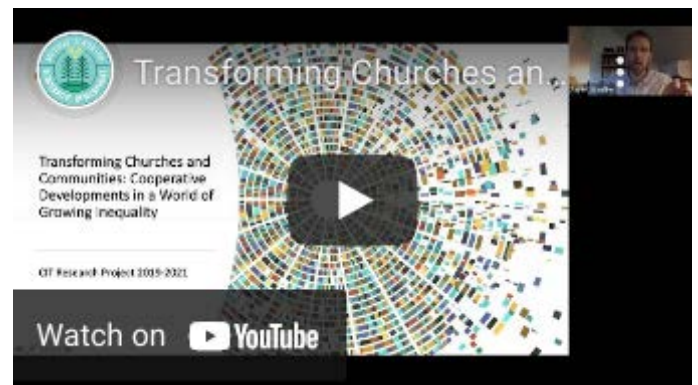 Transforming Churches an...
Transforming Churches and
Communities: Cooperative
Developments in a World of
Growing Inequality
CIT Research Project 2019-2021
Watch on YouTube